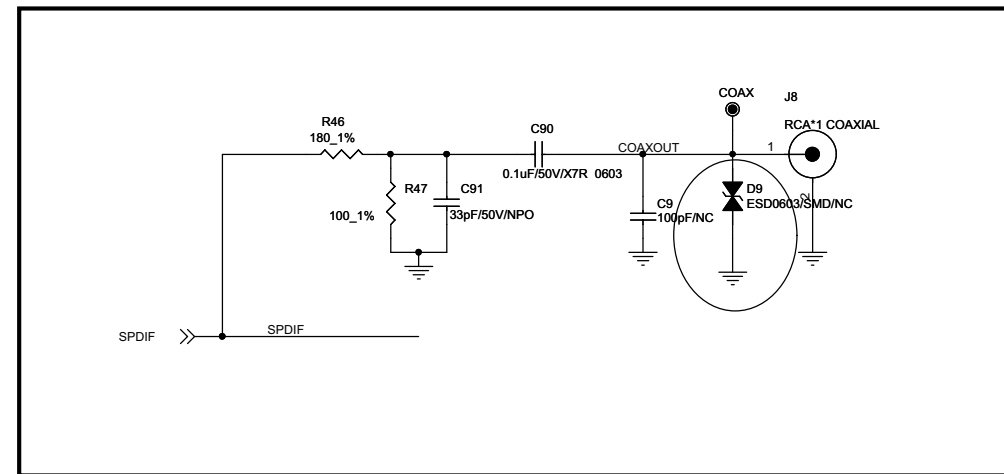 COAX
J8
RCA*1 COAXIAL
R46
180_1%
C90
0.1uF/50V/X7R 0603
COAXOUT
1
2
R47
100_1%
C91
33pF/50V/NPO
C9
100pF/NC
D9
ESD0603/SMD/NC
SPDIF
SPDIF